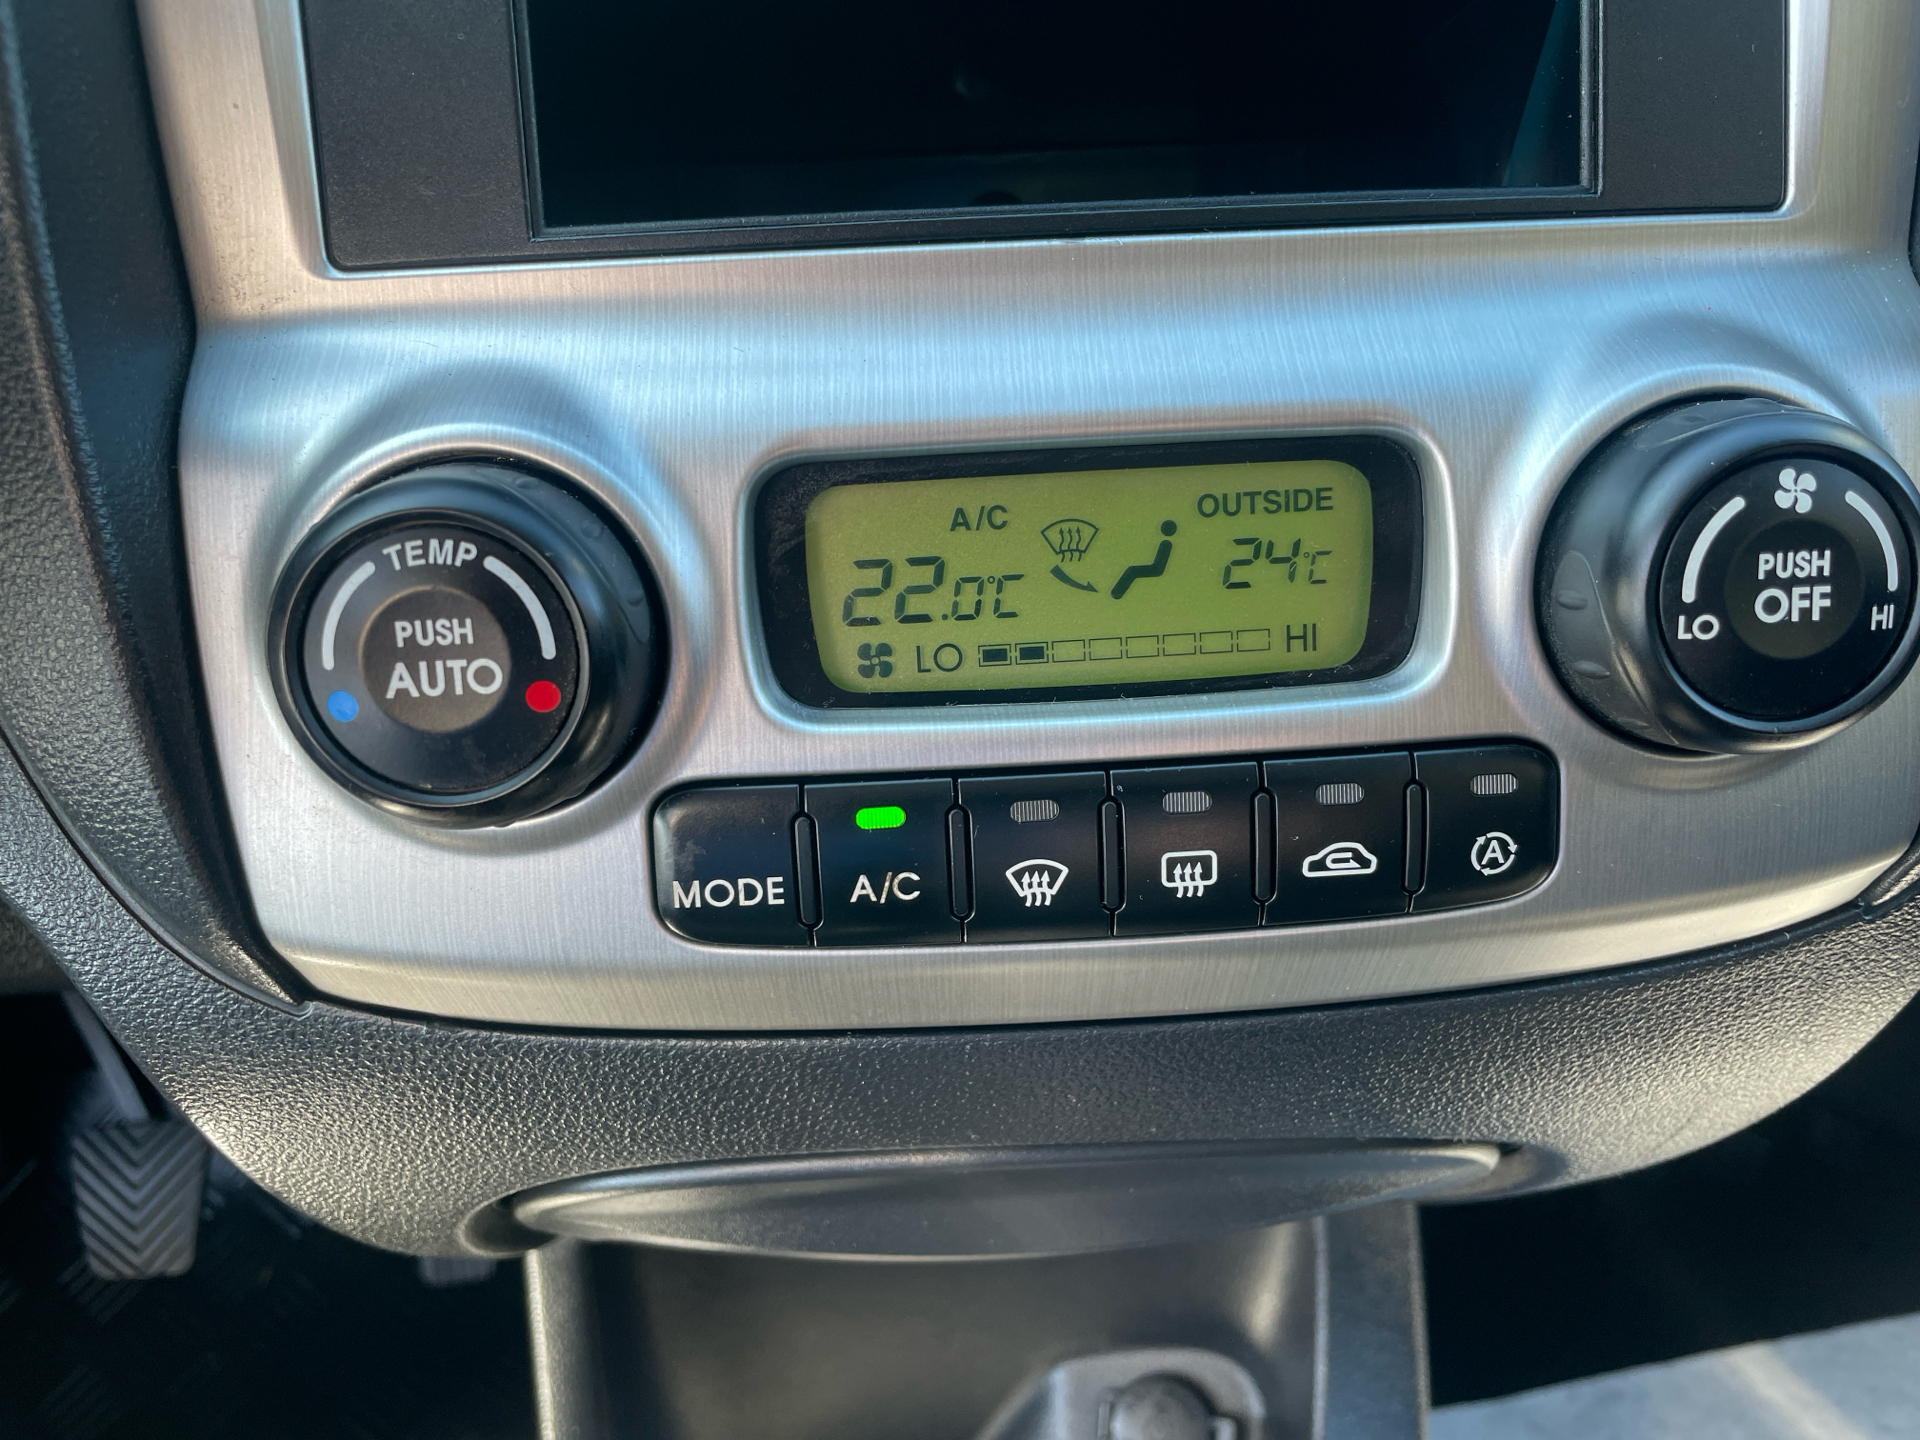 TEMP
PUSH
AUTO
A/C
OUTSIDE
22.0°C
24°C
LO
HI
PUSH
OFF
LO
HI
MODE
A/C
A